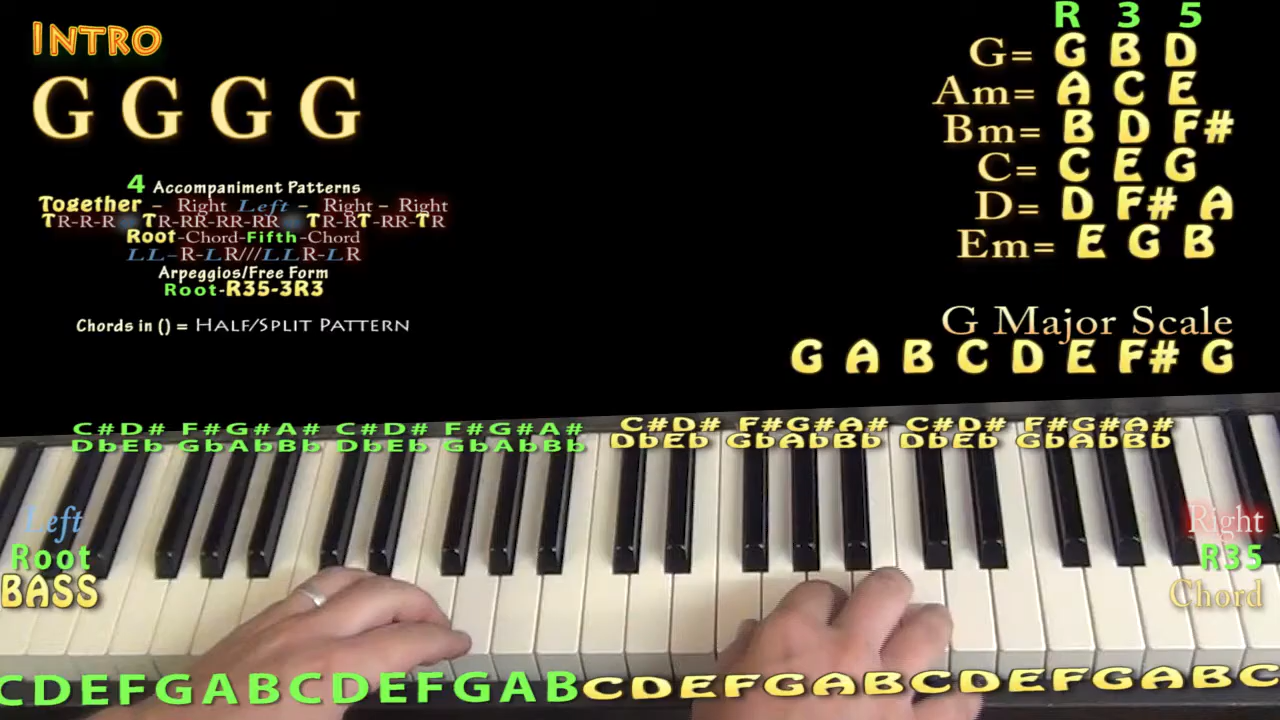 INTRO
G G G G
4 Accompaniment Patterns
Together - Right Left - Right - Right
TR-R-R TR-RR-RR-RR TR-RT-RR-TR
Root-Chord-Fifth-Chord
LL-R-LR///LLR-LR
Arpeggios/Free Form
Root-R35-3R3
Chords in () = Half/Split Pattern
R 3 5
G= G B D
Am= A C E
Bm= B D F#
C= C E G
D= D F# A
Em= E G B
G Major Scale
G A B C D E F# G
C#D# F#G#A# C#D# F#G#A# C#D# F#G#A# C#D# F#G#A#
DbEb GbAbBb DbEb GbAbBb DbEb GbAbBb DbEb GbAbBb
Left
Root
BASS
Right
R35
Chord
CDEFGABCDEFGABCDEFGABCDEFGABC